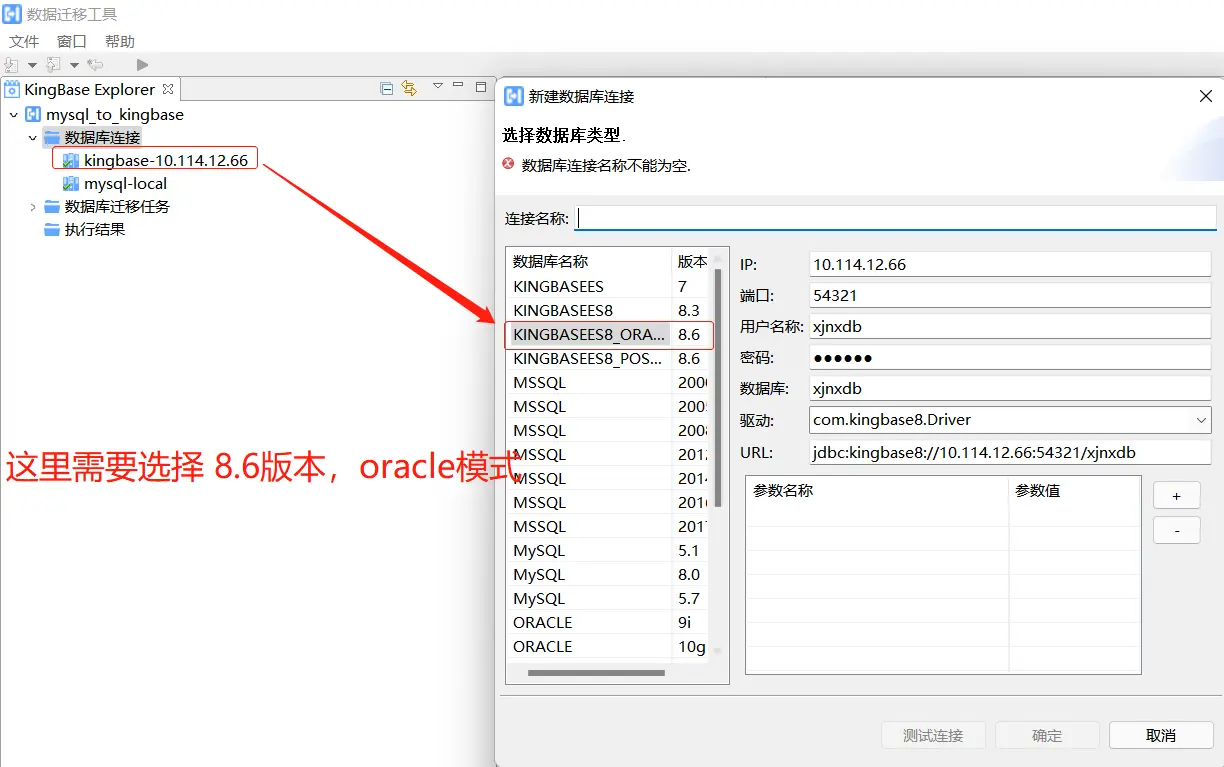 数据迁移工具
文件 窗口 帮助
KingBase Explorer
mysql_to_kingbase
数据库连接
kingbase-10.114.12.66
mysql-local
数据库迁移任务
执行结果
这里需要选择 8.6版本，oracle模式
新建数据库连接
选择数据库类型.
数据库连接名称不能为空.
连接名称:
数据库名称 版本
KINGBASEES 7
KINGBASEES8 8.3
KINGBASEES8_ORA... 8.6
KINGBASEES8_POS... 8.6
MSSQL 200
MSSQL 200
MSSQL 200
MSSQL 201
MSSQL 201
MSSQL 201
MSSQL 201
MySQL 5.1
MySQL 8.0
MySQL 5.7
ORACLE 9i
ORACLE 10g
IP: 10.114.12.66
端口: 54321
用户名称: xjnxdb
密码: ●●●●●●
数据库: xjnxdb
驱动: com.kingbase8.Driver
URL: jdbc:kingbase8://10.114.12.66:54321/xjnxdb
参数名称 参数值
+
-
测试连接 确定 取消